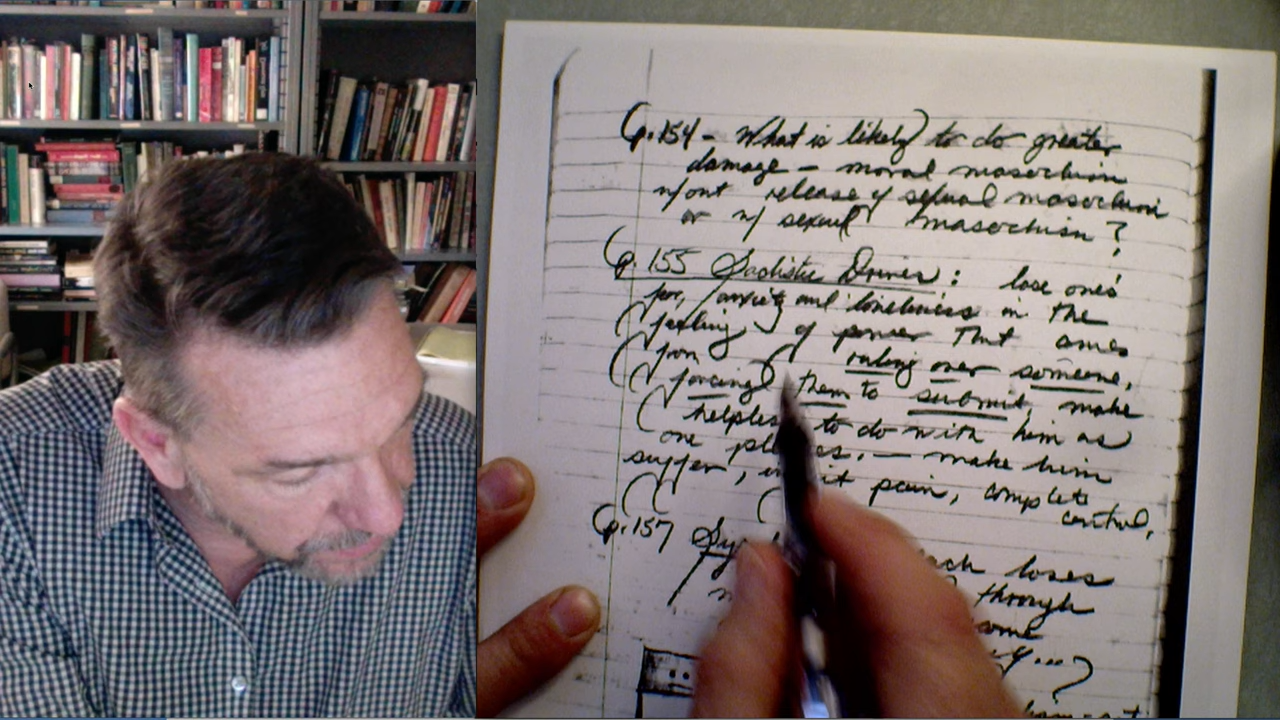 p.154 - What is likely to do greater
damage - moral masochism
w/out release of sexual masochism
or w/ sexual masochism?
p.155 Sadistic Drives: lose one's
fear, anxiety and loneliness in the
feeling of power that comes
from ruling over someone,
forcing them to submit, make
helpless to do with him as
one pleases. - make him
suffer, pain, complete
control.
p.157 loses
through
some